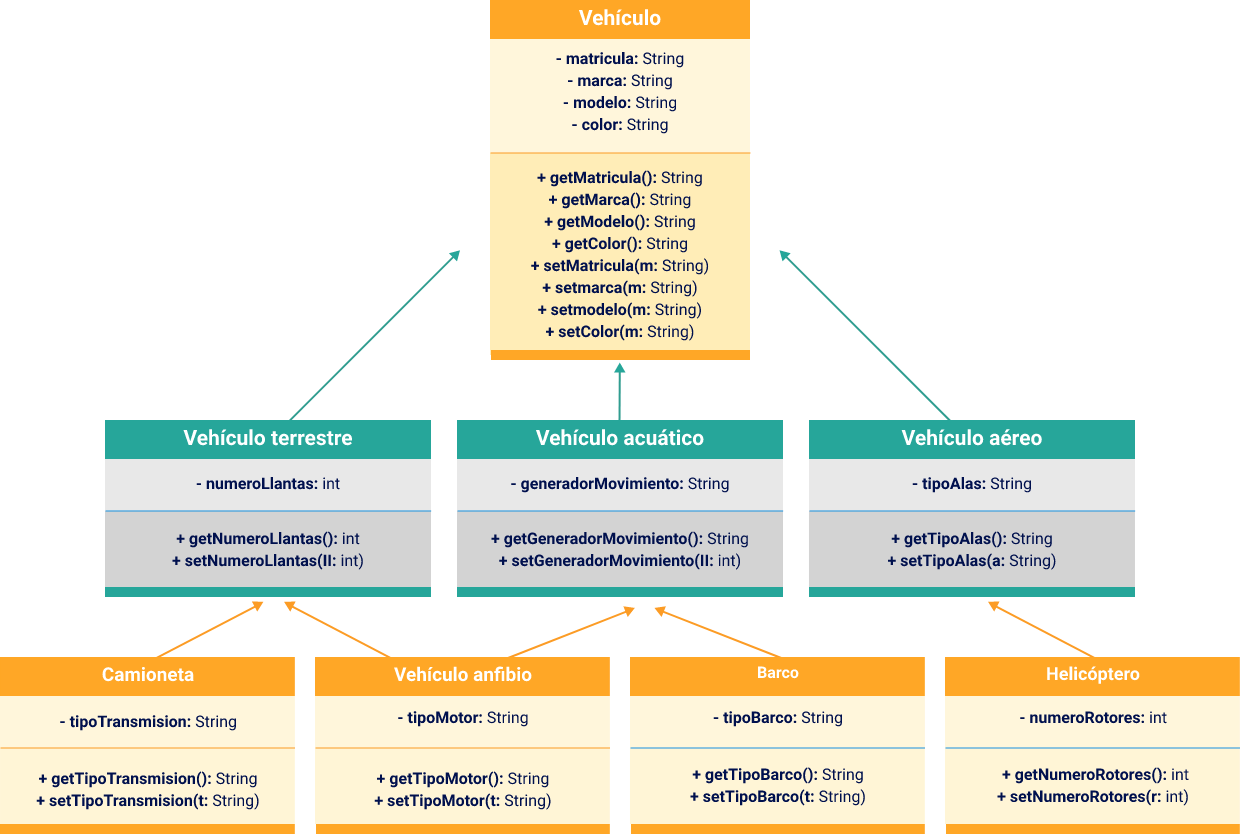 Vehículo
- matricula: String
- marca: String
- modelo: String
- color: String
+ getMatricula(): String
+ getMarca(): String
+ getModelo(): String
+ getColor(): String
+ setMatricula(m: String)
+ setmarca(m: String)
+ setmodelo(m: String)
+ setColor(m: String)
Vehículo terrestre
- numeroLlantas: int
+ getNumeroLlantas(): int
+ setNumeroLlantas(II: int)
Vehículo acuático
- generadorMovimiento: String
+ getGeneradorMovimiento(): String
+ setGeneradorMovimiento(II: int)
Vehículo aéreo
- tipoAlas: String
+ getTipoAlas(): String
+ setTipoAlas(a: String)
Camioneta
- tipoTransmision: String
+ getTipoTransmision(): String
+ setTipoTransmision(t: String)
Vehículo anfibio
- tipoMotor: String
+ getTipoMotor(): String
+ setTipoMotor(t: String)
Barco
- tipoBarco: String
+ getTipoBarco(): String
+ setTipoBarco(t: String)
Helicóptero
- numeroRotores: int
+ getNumeroRotores(): int
+ setNumeroRotores(r: int)